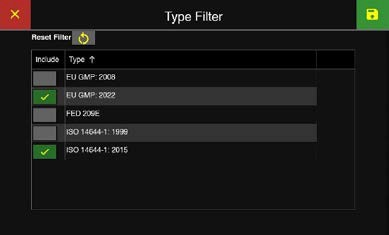 Type Filter
Reset Filter
Include Type ↑
EU GMP: 2008
EU GMP: 2022
FED 209E
ISO 14644-1: 1999
ISO 14644-1: 2015